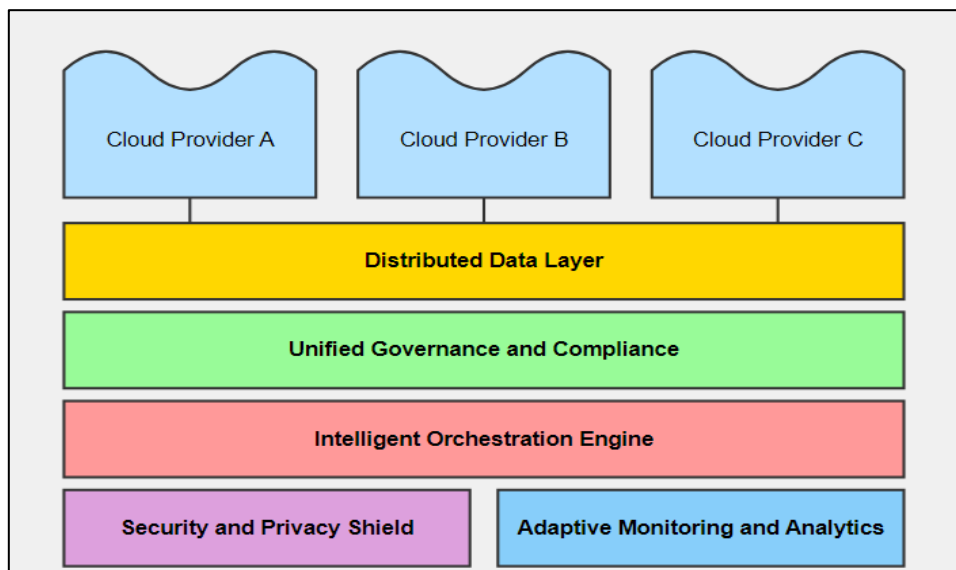 Cloud Provider A
Cloud Provider B
Cloud Provider C
Distributed Data Layer
Unified Governance and Compliance
Intelligent Orchestration Engine
Security and Privacy Shield
Adaptive Monitoring and Analytics